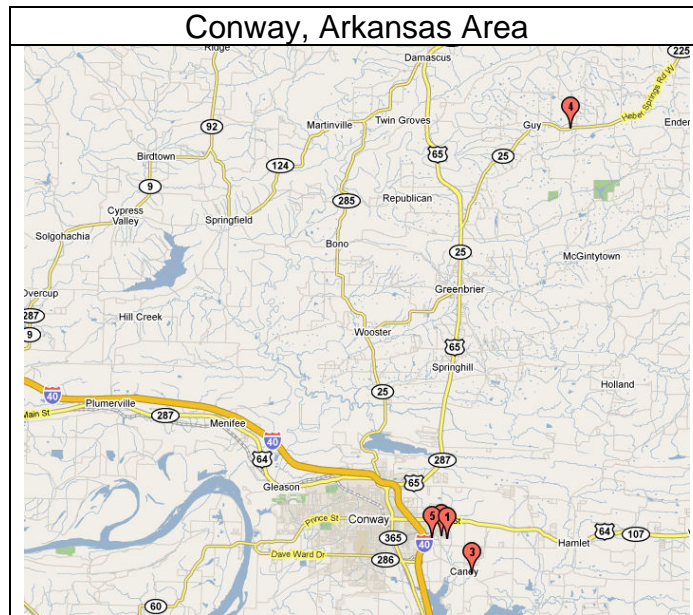 Conway, Arkansas Area
Ridge
Damascus
225
4
Heber Springs Rd W
Ender
92
Martinville
Twin Groves
Guy
65
25
Birdtown
124
9
Republican
285
Cypress
Valley
Springfield
Solgohachia
Bono
25
McGintytown
Overcup
Greenbrier
287
Hill Creek
9
Wooster
65
Springhill
Holland
40
25
Plumerville
Main St
287
Menifee
40
64
287
Gleason
65
Prince St
Conway
5
1
St
64
365
40
Hamlet
107
Dave Ward Dr
286
3
60